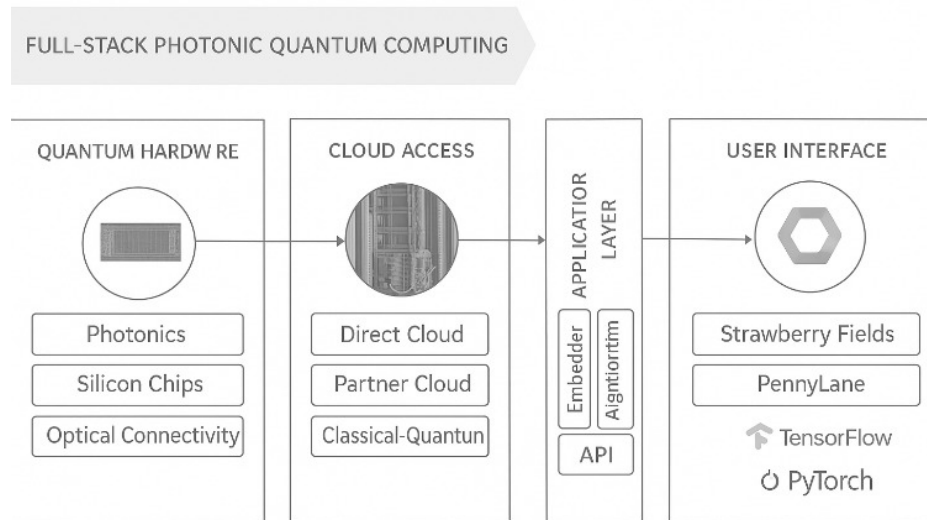 FULL-STACK PHOTONIC QUANTUM COMPUTING
QUANTUM HARDW RE
Photonics
Silicon Chips
Optical Connectivity
CLOUD ACCESS
Direct Cloud
Partner Cloud
Classical-Quantun
APPLICATIOR
LAYER
Embedder
Aigntiortim
API
USER INTERFACE
Strawberry Fields
PennyLane
TensorFlow
PyTorch